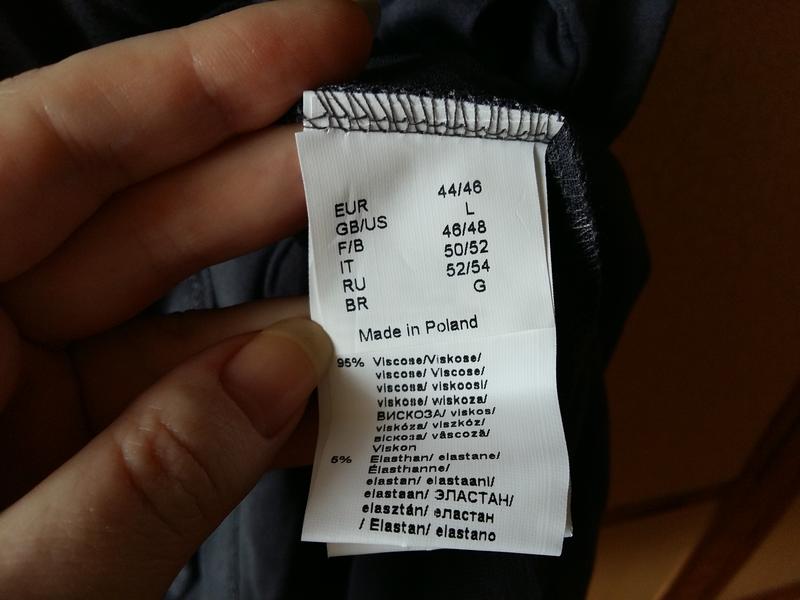 EUR 44/46
GB/US L
F/B 46/48
IT 50/52
RU 52/54
BR G
Made in Poland
95% Viscose/Viskose/
viscose/ Viscose/
viscosa/ viskoosi/
viskose/ wiskoza/
ВИСКОЗА/ viskos/
viskóza/ viszkóz/
віскоза/ vâscoză/
Viskon
5% Elasthan/ elastane/
Élasthanne/
elastan/ elastaani/
elastaan/ ЭЛАСТАН/
elasztán/ еластан
/ Elastan/ elastano